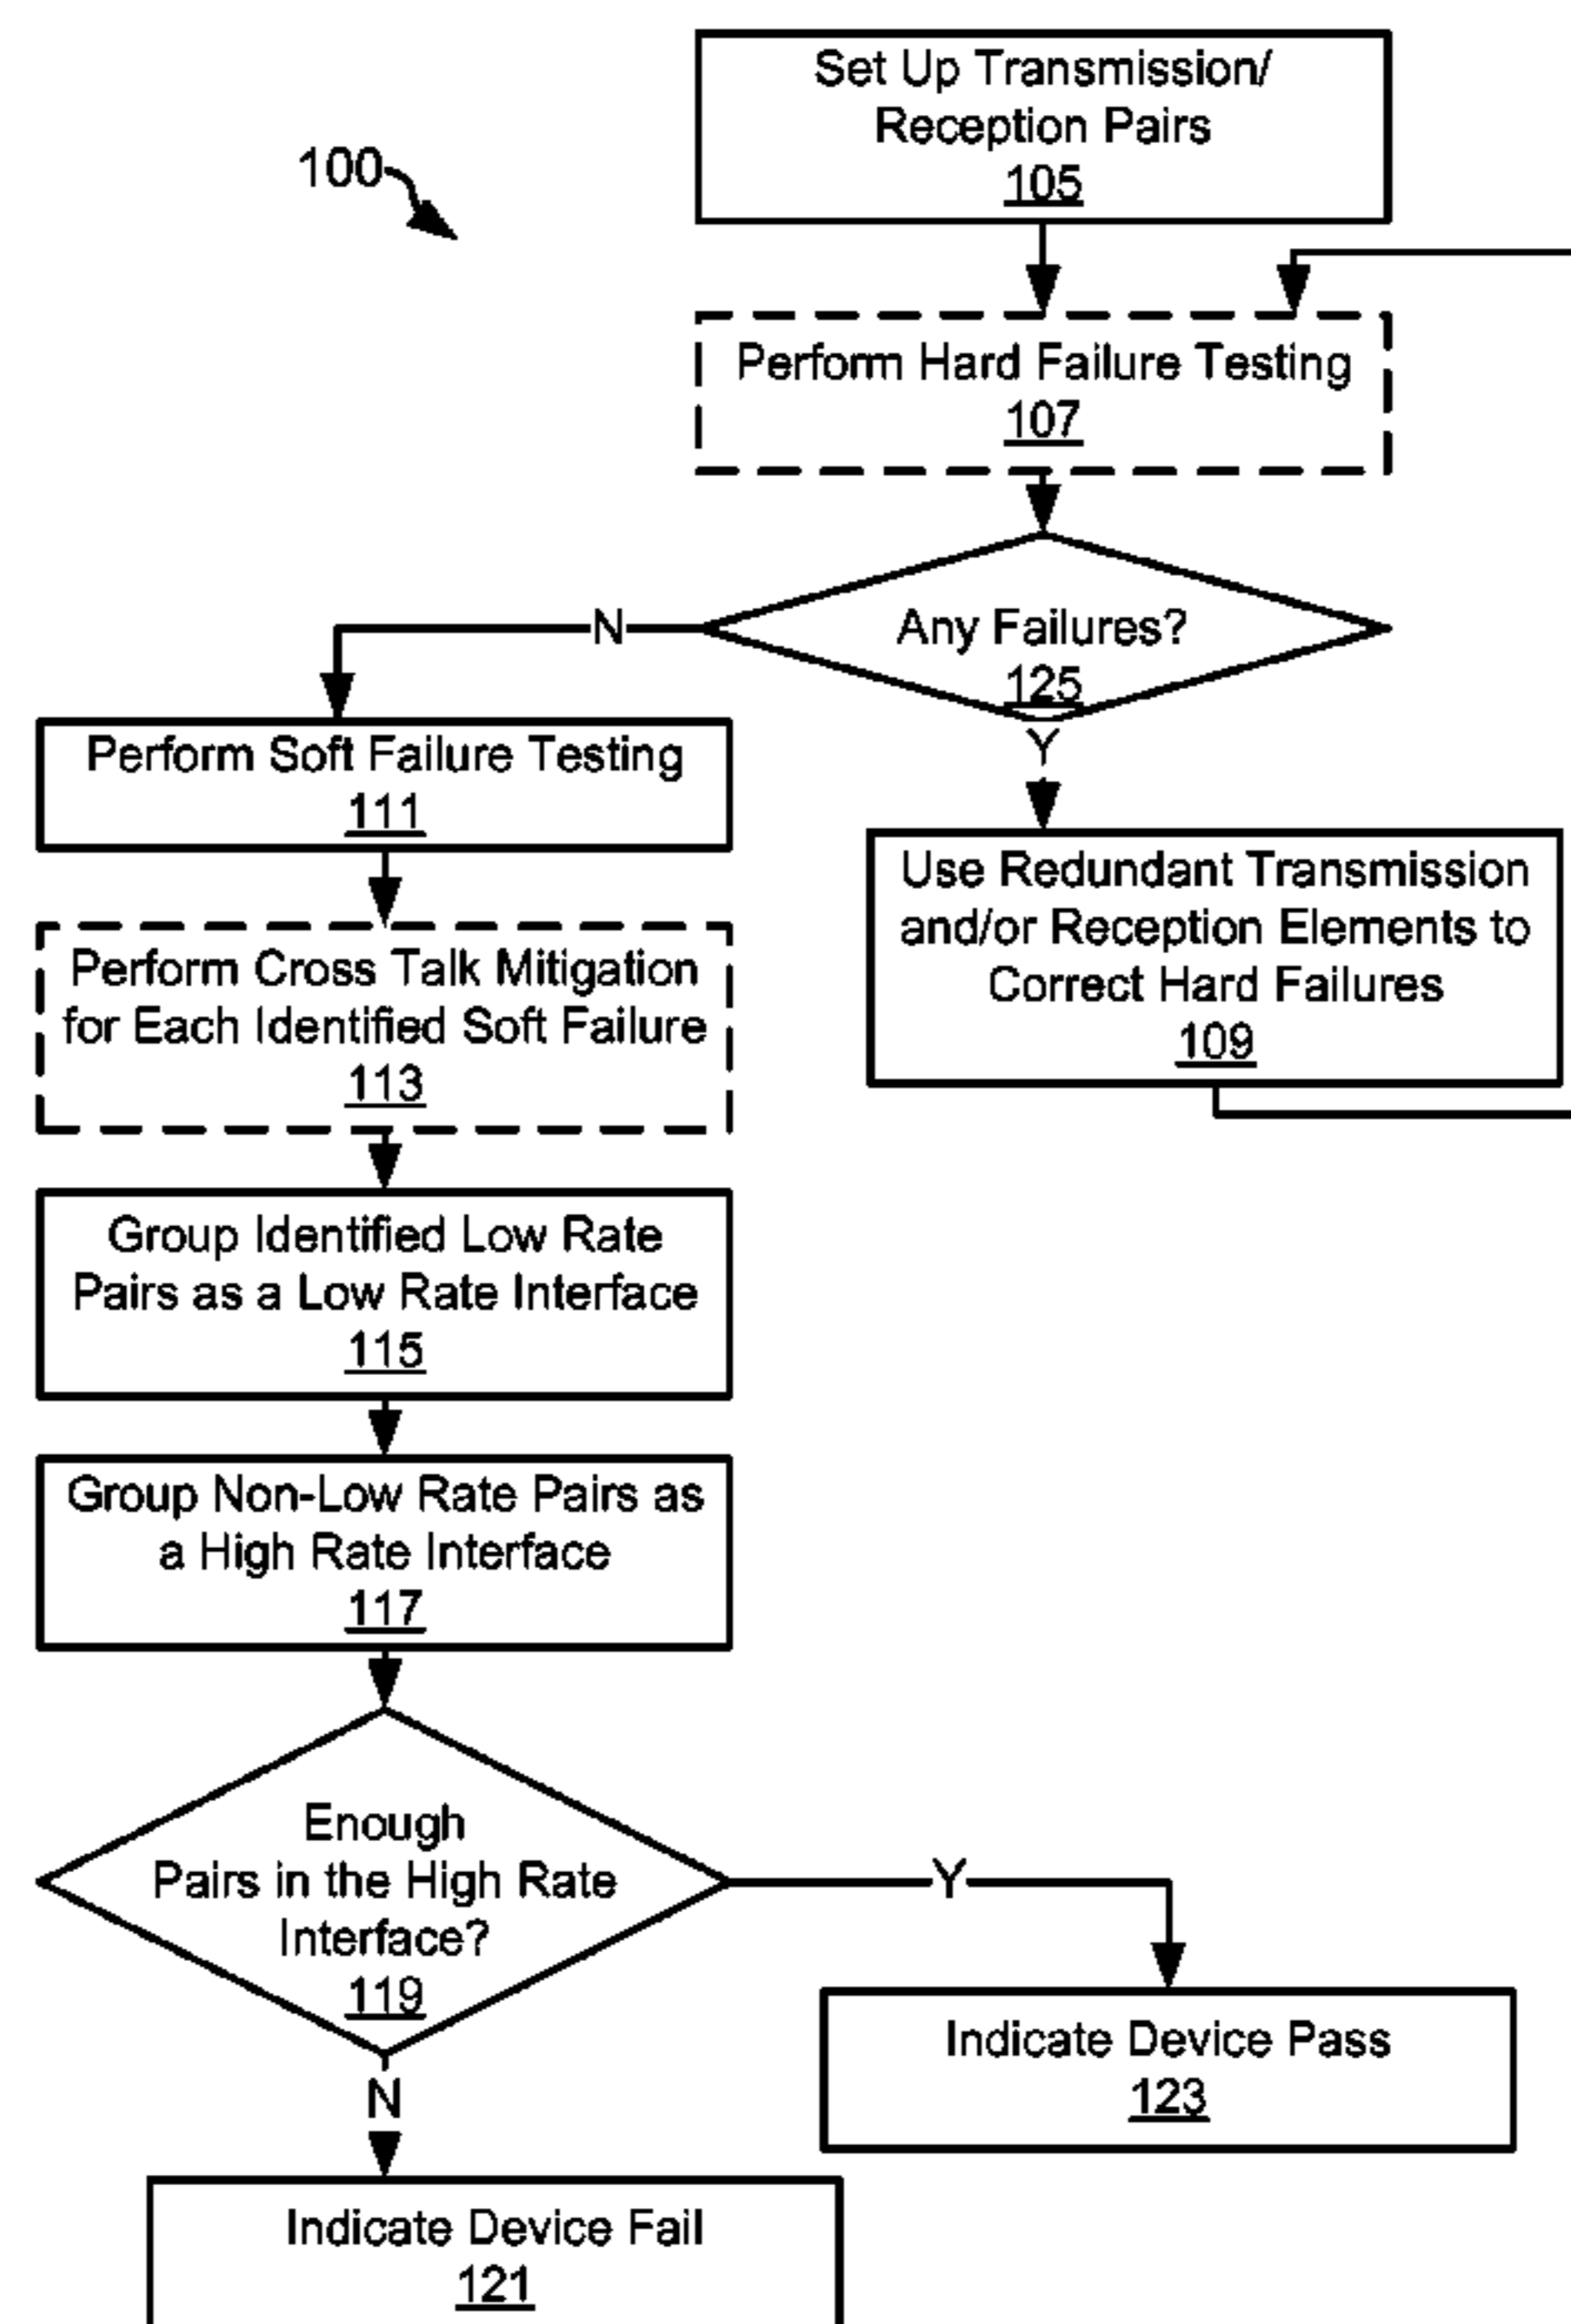 100
Set Up Transmission/
Reception Pairs
105
Perform Hard Failure Testing
107
Any Failures?
125
N
Y
Perform Soft Failure Testing
111
Use Redundant Transmission
and/or Reception Elements to
Correct Hard Failures
109
Perform Cross Talk Mitigation
for Each Identified Soft Failure
113
Group Identified Low Rate
Pairs as a Low Rate Interface
115
Group Non-Low Rate Pairs as
a High Rate Interface
117
Enough
Pairs in the High Rate
Interface?
119
Y
N
Indicate Device Pass
123
Indicate Device Fail
121